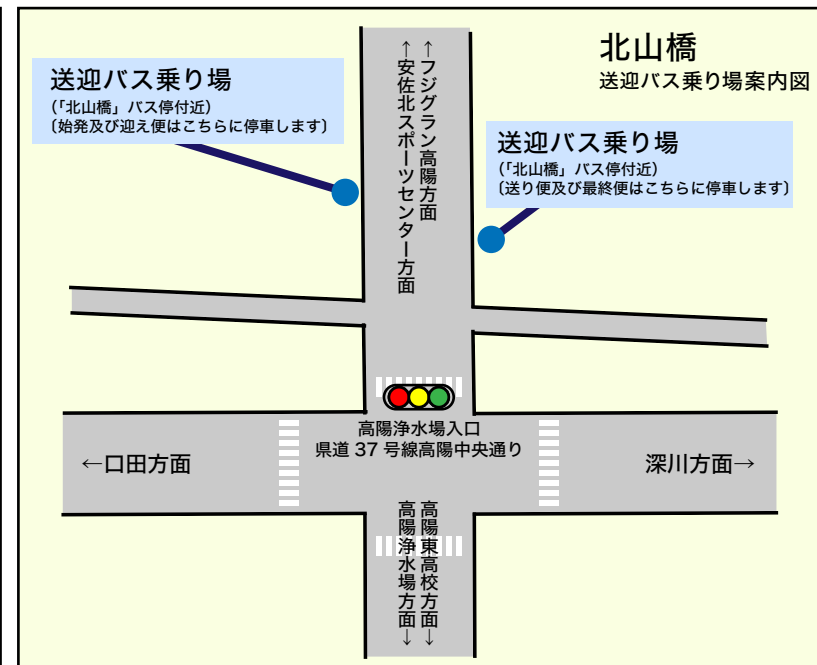 北山橋
送迎バス乗り場案内図
送迎バス乗り場
(「北山橋」バス停付近)
〔始発及び迎え便はこちらに停車します〕
送迎バス乗り場
(「北山橋」バス停付近)
〔送り便及び最終便はこちらに停車します〕
←フジグラン高陽方面
←安佐北スポーツセンター方面
高陽浄水場入口
県道 37 号線高陽中央通り
←口田方面
深川方面→
高陽東高校方面→
高陽浄水場方面→